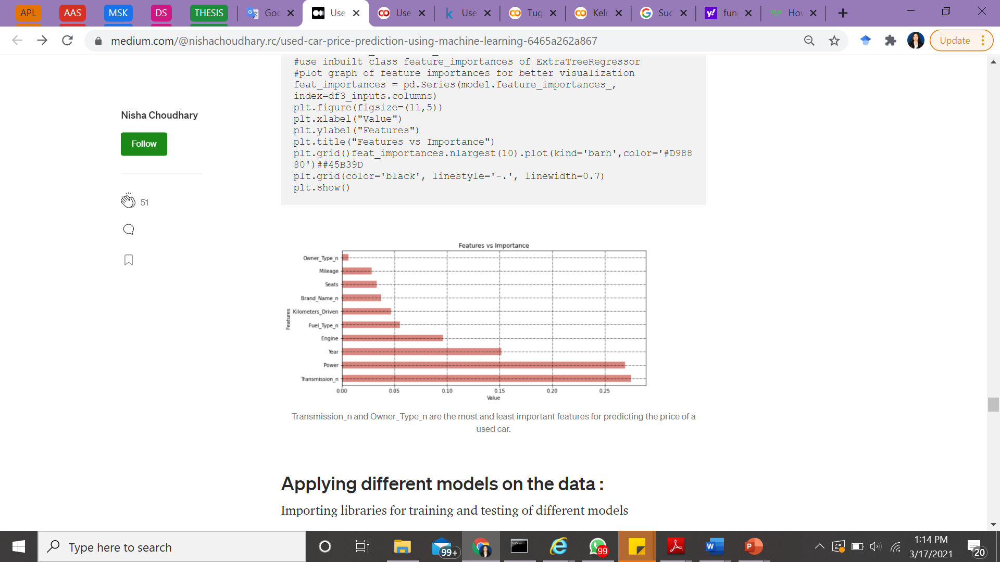 APL AAS MSK DS THESIS Goo Use Use Use Tug Kelo Suc fun Hov
medium.com/@nishachoudhary.rc/used-car-price-prediction-using-machine-learning-6465a262a867 Update
#use inbuilt class feature_importances of ExtraTreeRegressor
#plot graph of feature importances for better visualization
feat_importances = pd.Series(model.feature_importances_,
index=df3_inputs.columns)
plt.figure(figsize=(11,5))
plt.xlabel("Value")
plt.ylabel("Features")
plt.title("Features vs Importance")
plt.grid()feat_importances.nlargest(10).plot(kind='barh',color='#D988
80')##45B39D
plt.grid(color='black', linestyle='-.', linewidth=0.7)
plt.show()
Nisha Choudhary
Follow
51
Features vs Importance
Owner_Type_n
Mileage
Seats
Brand_Name_n
Kilometers_Driven
Fuel_Type_n
Engine
Year
Power
Transmission_n
Features
0.00 0.05 0.10 0.15 0.20 0.25
Value
Transmission_n and Owner_Type_n are the most and least important features for predicting the price of a
used car.
Applying different models on the data :
Importing libraries for training and testing of different models
Type here to search
99+
99
1:14 PM
3/17/2021
20